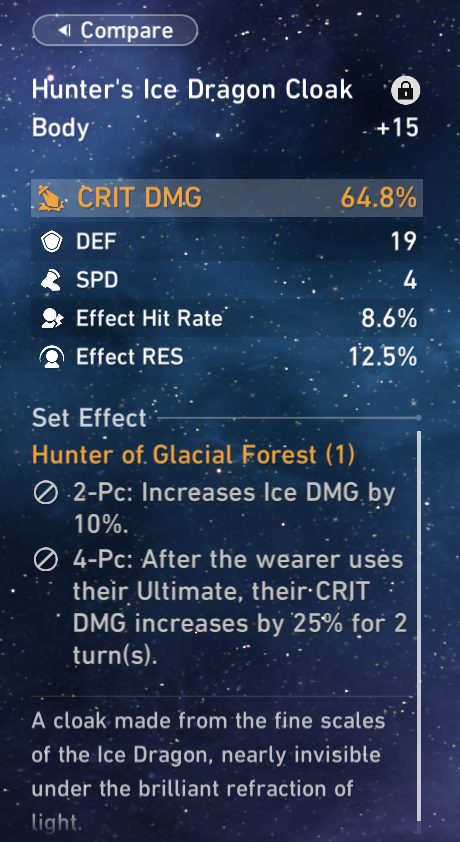 Compare
Hunter's Ice Dragon Cloak
Body +15
CRIT DMG 64.8%
DEF 19
SPD 4
Effect Hit Rate 8.6%
Effect RES 12.5%
Set Effect
Hunter of Glacial Forest (1)
2-Pc: Increases Ice DMG by
10%.
4-Pc: After the wearer uses
their Ultimate, their CRIT
DMG increases by 25% for 2
turn(s).
A cloak made from the fine scales
of the Ice Dragon, nearly invisible
under the brilliant refraction of
light.